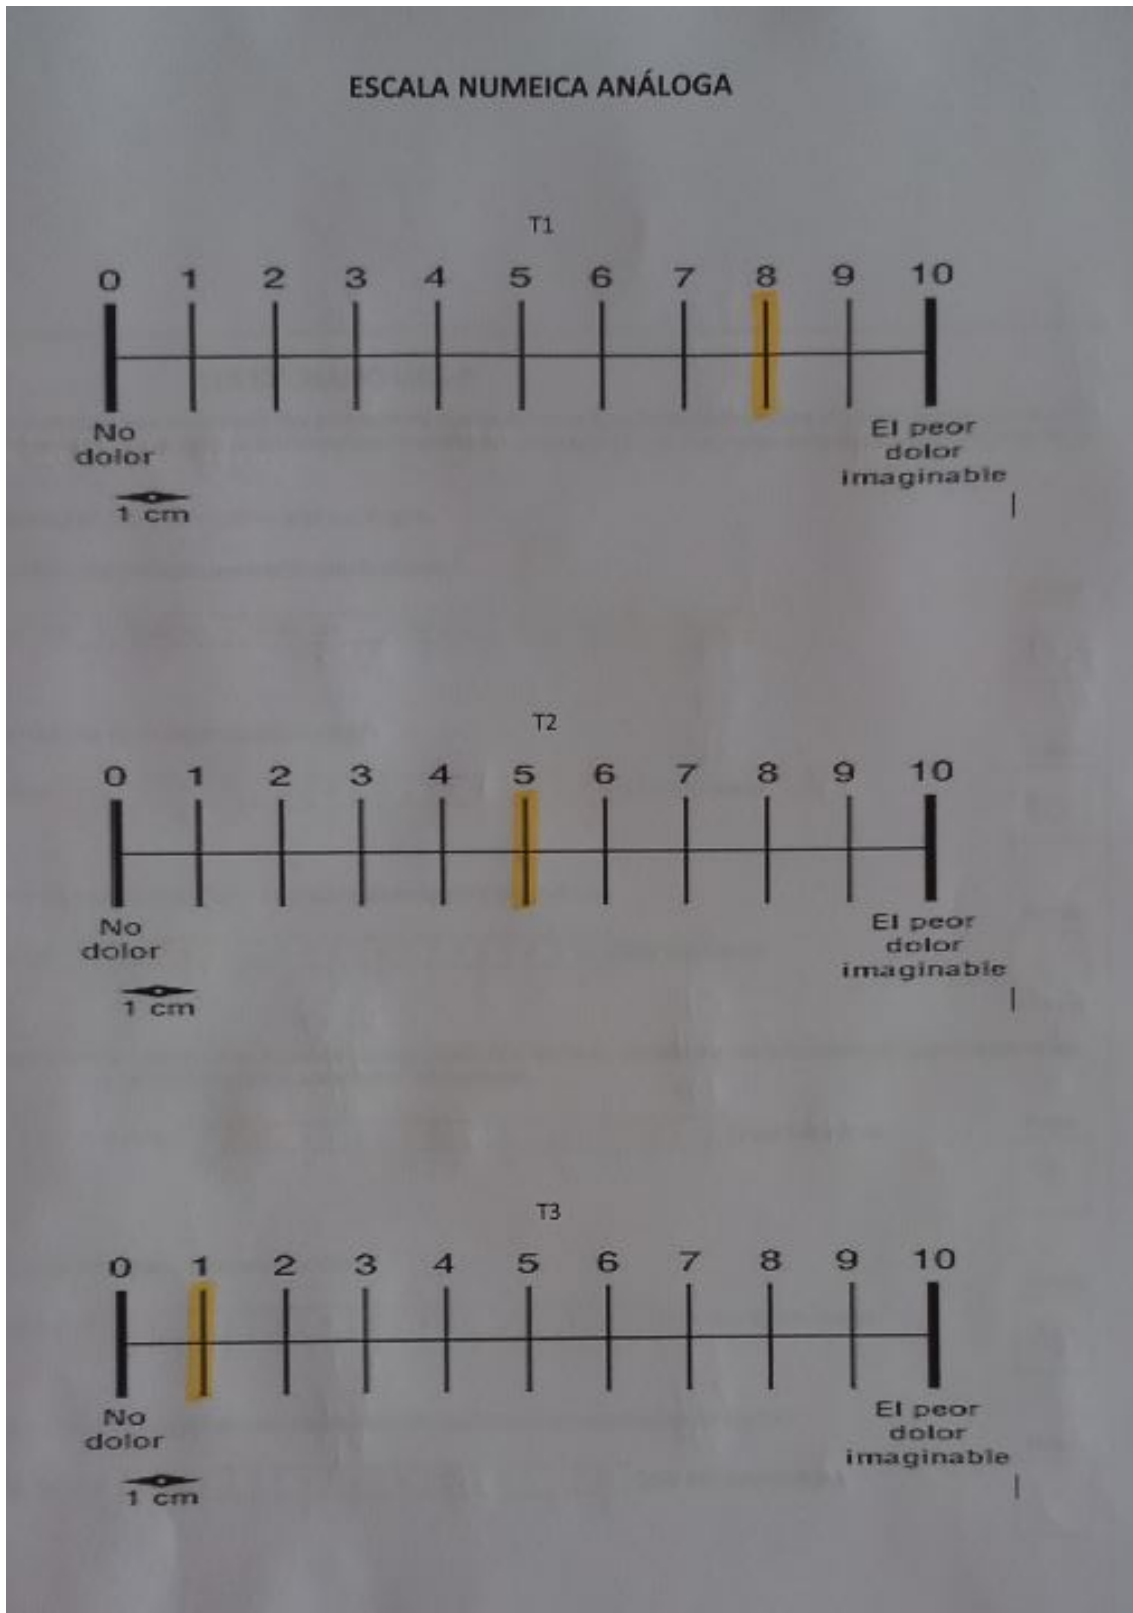 ESCALA NUMEICA ANÁLOGA
T1
0 1 2 3 4 5 6 7 8 9 10
No
dolor
El peor
dolor
imaginable
1 cm
T2
0 1 2 3 4 5 6 7 8 9 10
No
dolor
El peor
dolor
imaginable
1 cm
T3
0 1 2 3 4 5 6 7 8 9 10
No
dolor
El peor
dolor
imaginable
1 cm